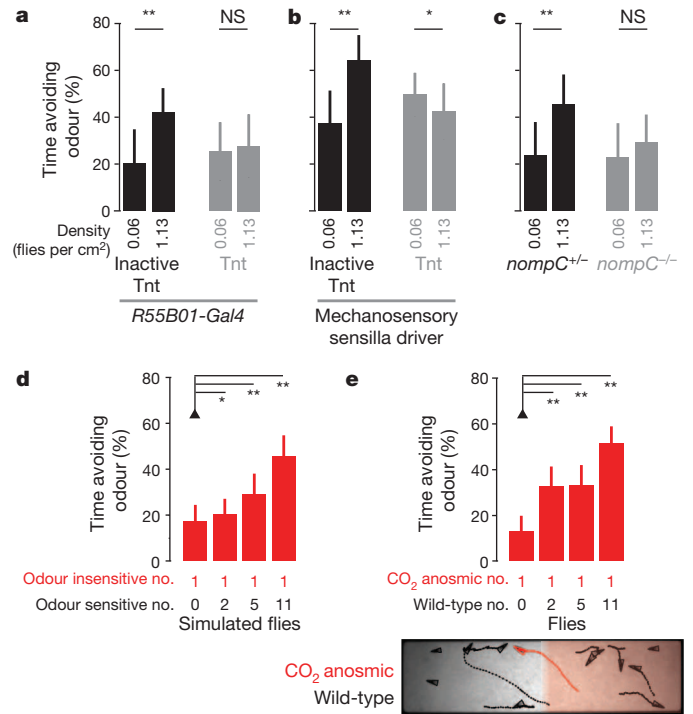 a
b
c
** NS
** *
** NS
Time avoiding
odour (%)
80
60
40
20
0
Density
(flies per cm²)
0.06 1.13 0.06 1.13
0.06 1.13 0.06 1.13
0.06 1.13 0.06 1.13
Inactive
Tnt
Tnt
R55B01-Gal4
Inactive
Tnt
Tnt
Mechanosensory
sensilla driver
nompC+/–
nompC–/–
d
Time avoiding
odour (%)
80
60
40
20
0
**
**
*
Odour insensitive no. 1 1 1 1
Odour sensitive no. 0 2 5 11
Simulated flies
e
Time avoiding
odour (%)
80
60
40
20
0
**
**
**
CO₂ anosmic no. 1 1 1 1
Wild-type no. 0 2 5 11
Flies
CO₂ anosmic
Wild-type